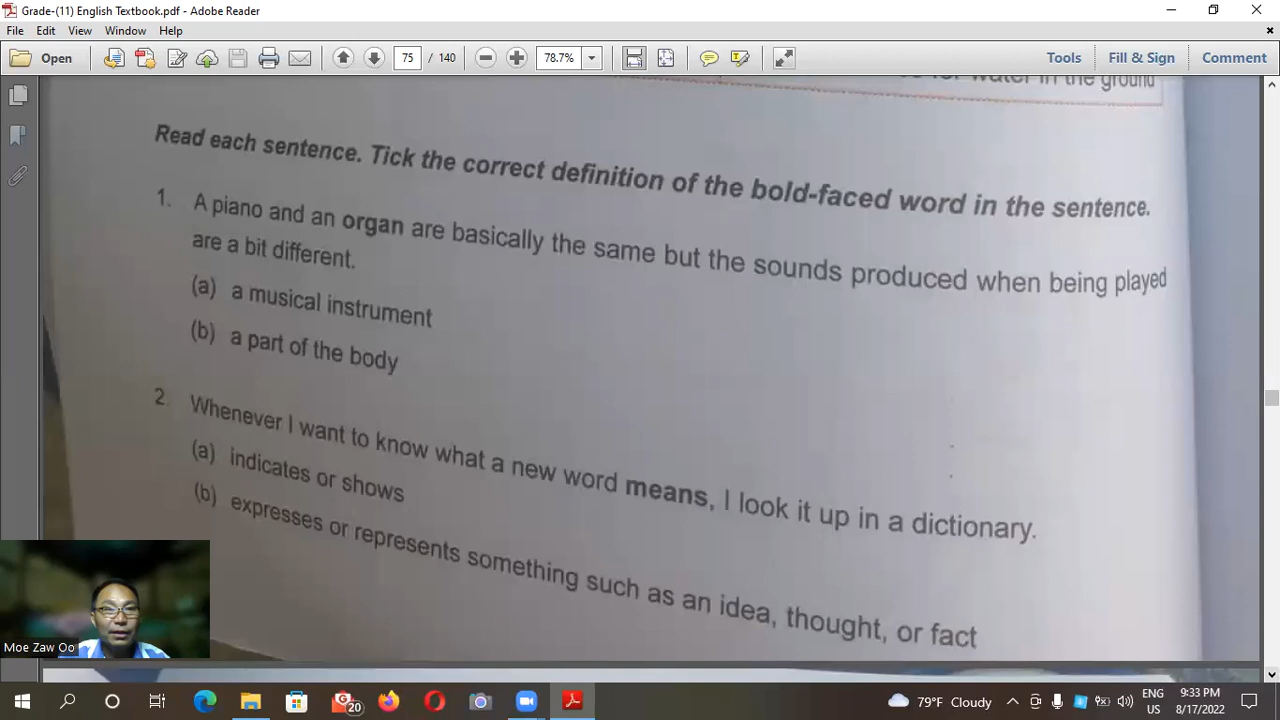 Grade-(11) English Textbook.pdf - Adobe Reader
File Edit View Window Help
Open 75 / 140 78.7% Tools Fill & Sign Comment
water in the ground
Read each sentence. Tick the correct definition of the bold-faced word in the sentence.
1. A piano and an organ are basically the same but the sounds produced when being played
are a bit different.
(a) a musical instrument
(b) a part of the body
2. Whenever I want to know what a new word means, I look it up in a dictionary.
(a) indicates or shows
(b) expresses or represents something such as an idea, thought, or fact
Moe Zaw Oo
20
79°F Cloudy
ENG
US
9:33 PM
8/17/2022